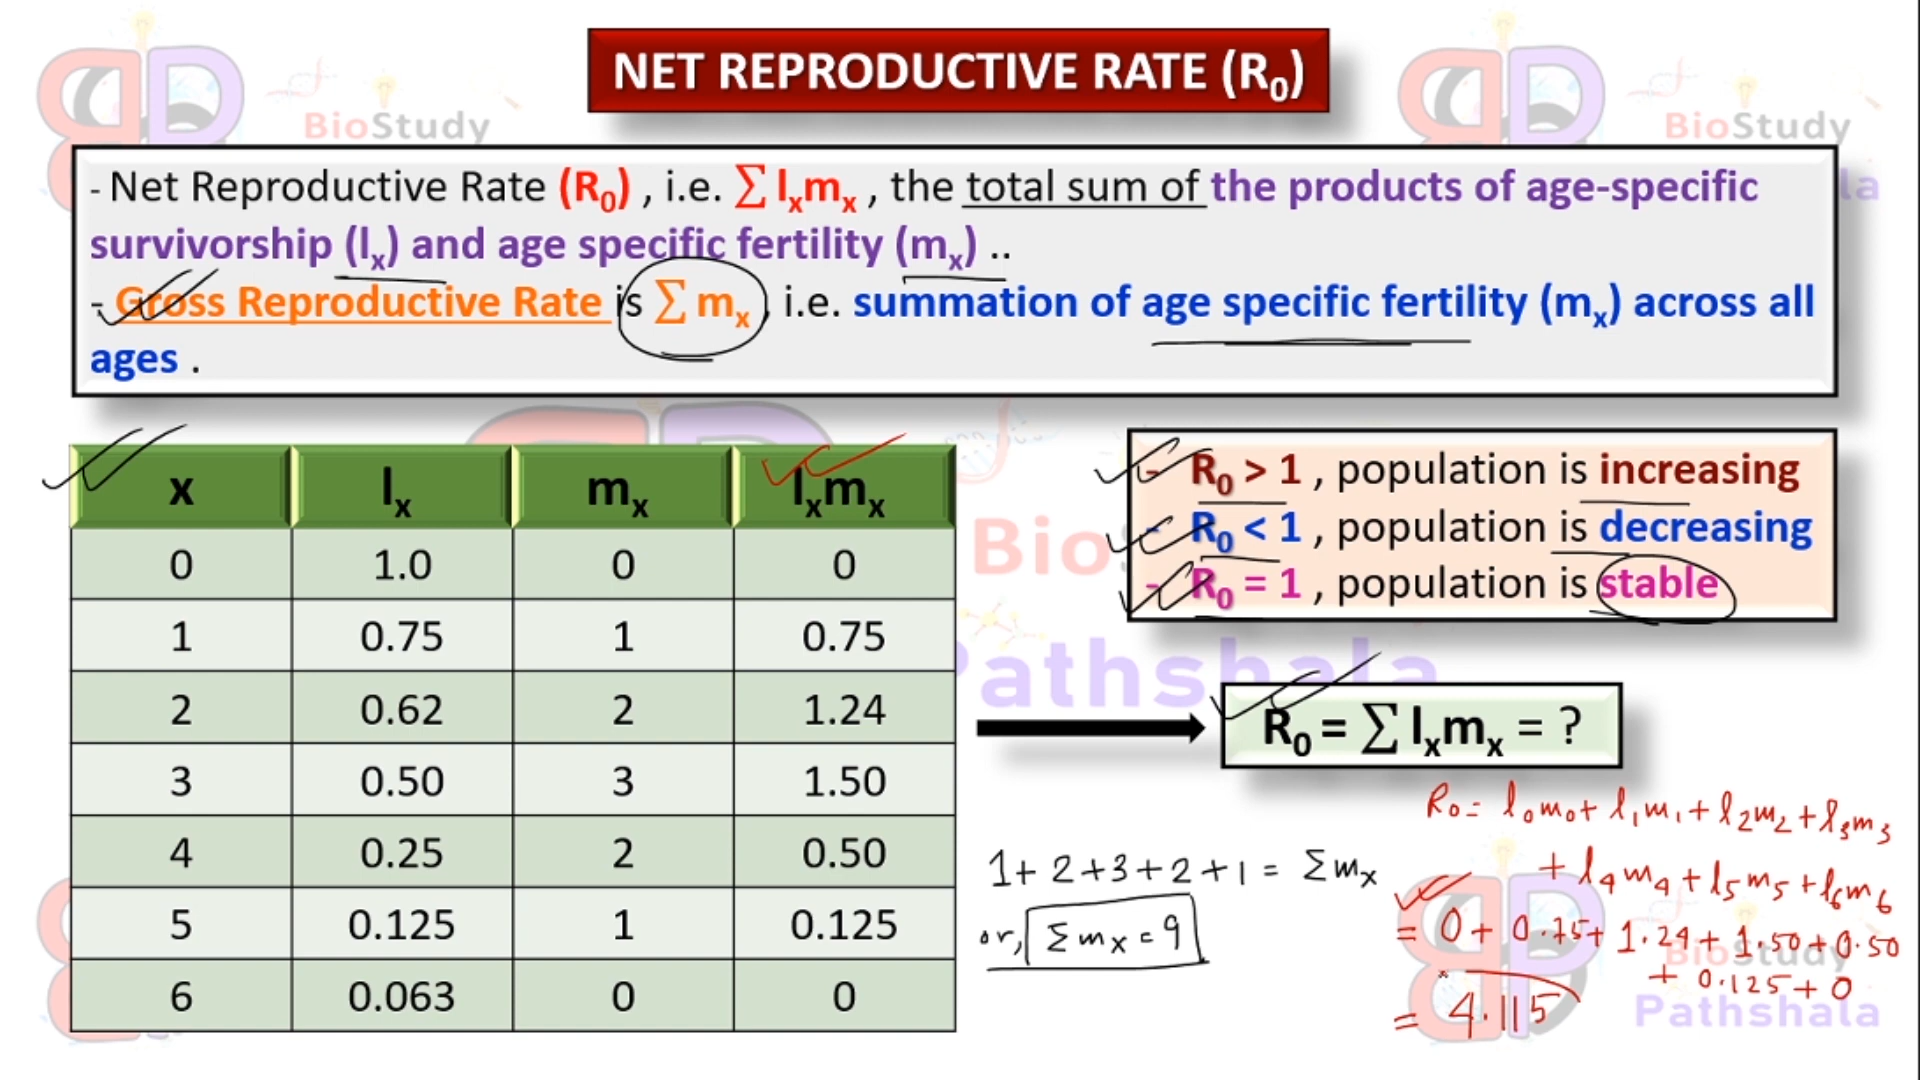 NET REPRODUCTIVE RATE (R₀)
BioStudy
BioStudy
- Net Reproductive Rate (R₀) , i.e. ∑ lₓmₓ , the total sum of the products of age-specific
survivorship (lₓ) and age specific fertility (mₓ) ..
- Gross Reproductive Rate is ∑ mₓ , i.e. summation of age specific fertility (mₓ) across all
ages .
x lₓ mₓ lₓmₓ
0 1.0 0 0
1 0.75 1 0.75
2 0.62 2 1.24
3 0.50 3 1.50
4 0.25 2 0.50
5 0.125 1 0.125
6 0.063 0 0
- R₀ > 1 , population is increasing
- R₀ < 1 , population is decreasing
- R₀ = 1 , population is stable
Bio
Pathshala
R₀ = ∑ lₓmₓ = ?
1+ 2+3+2+1 = Σmₓ
or, Σmₓ = 9
R₀ = l₀m₀ + l₁m₁ + l₂m₂ + l₃m₃
+ l₄m₄ + l₅m₅ + l₆m₆
= 0 + 0.75 + 1.24 + 1.50 + 0.50
+ 0.125 + 0
= 4.115
BioStudy
Pathshala